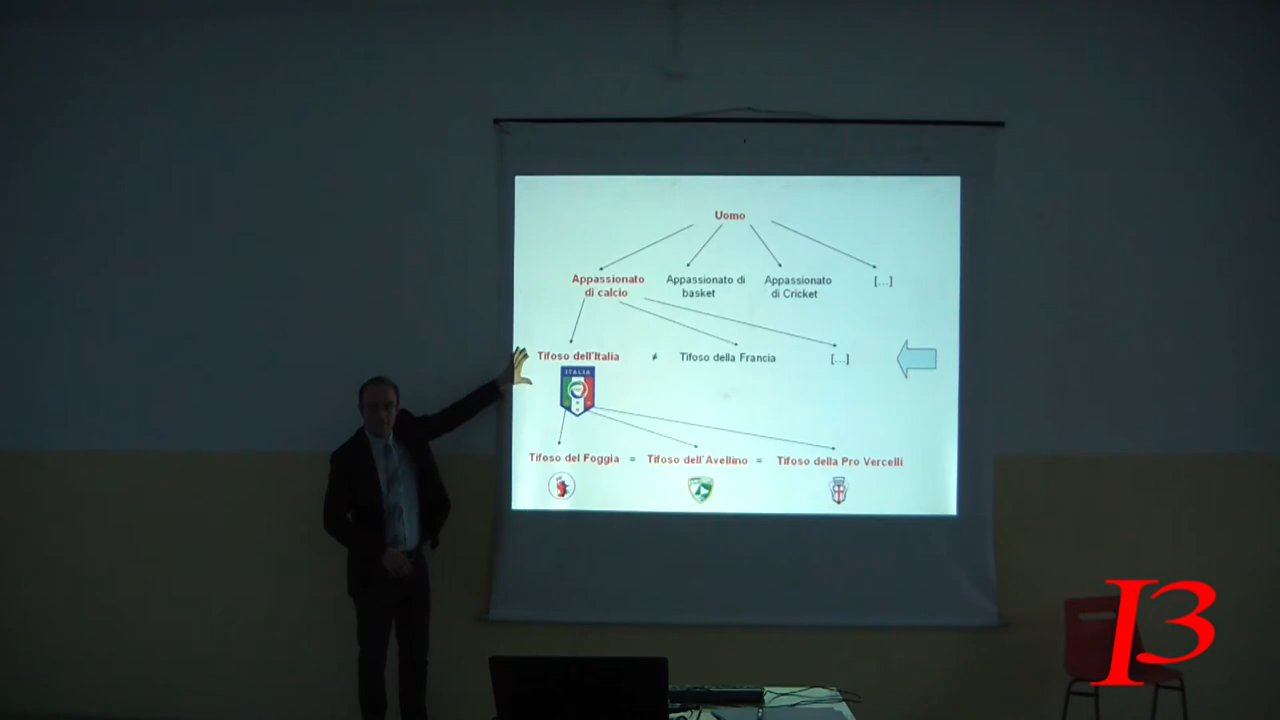 Uomo
Appassionato di calcio
Appassionato di basket
Appassionato di Cricket
[...]
Tifoso dell'Italia ≠ Tifoso della Francia [...]
ITALIA
Tifoso del Foggia = Tifoso dell'Avellino = Tifoso della Pro Vercelli
13